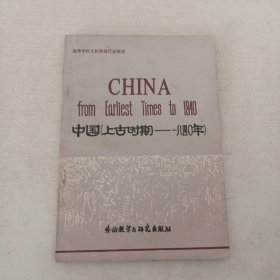 高等学校文科英语泛读教材
CHINA
from Earliest Times to 1840
中国(上古时期——一八四〇年)
外语教学与研究出版社